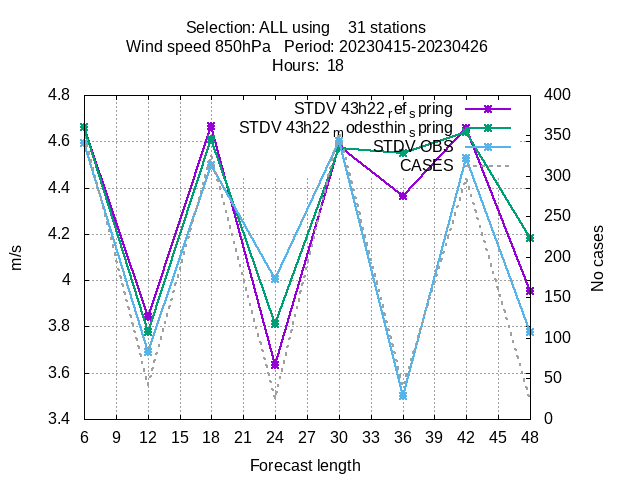 Selection: ALL using    31 stations
Wind speed 850hPa   Period: 20230415-20230426
Hours:  18
4.8
4.6
4.4
4.2
4
3.8
3.6
3.4
400
350
300
250
200
150
100
50
0
STDV 43h22_ref_spring
STDV 43h22_modesthin_spring
STDV OBS
CASES
m/s
No cases
6 9 12 15 18 21 24 27 30 33 36 39 42 45 48
Forecast length